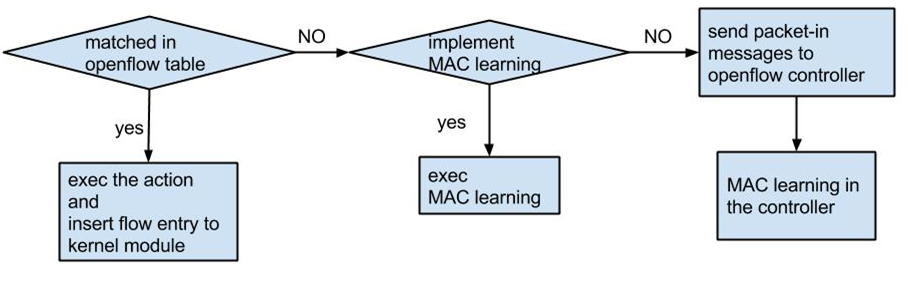 matched in
openflow table
NO
implement
MAC learning
NO
send packet-in
messages to
openflow controller
yes
exec the action
and
insert flow entry to
kernel module
yes
exec
MAC learning
MAC learning in
the controller